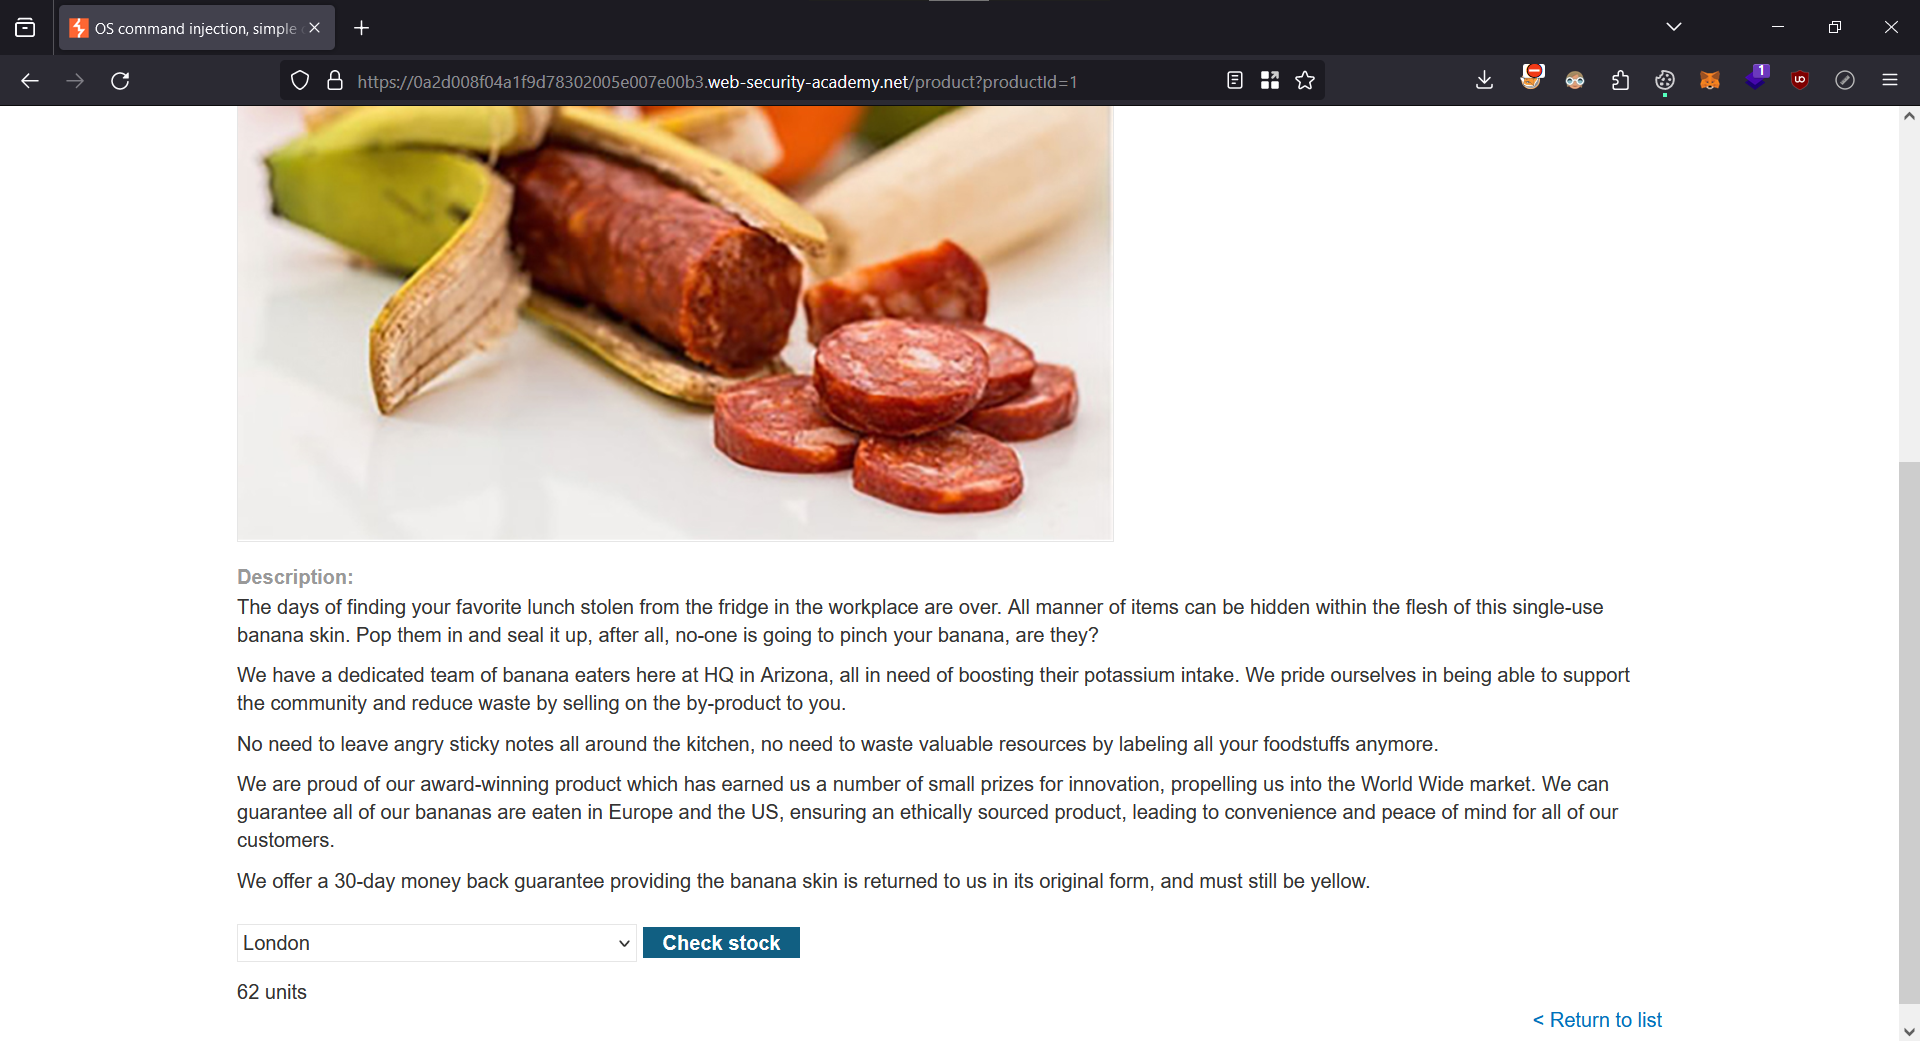 OS command injection, simple
https://0a2d008f04a1f9d78302005e007e00b3.web-security-academy.net/product?productId=1
1
Description:
The days of finding your favorite lunch stolen from the fridge in the workplace are over. All manner of items can be hidden within the flesh of this single-use
banana skin. Pop them in and seal it up, after all, no-one is going to pinch your banana, are they?
We have a dedicated team of banana eaters here at HQ in Arizona, all in need of boosting their potassium intake. We pride ourselves in being able to support
the community and reduce waste by selling on the by-product to you.
No need to leave angry sticky notes all around the kitchen, no need to waste valuable resources by labeling all your foodstuffs anymore.
We are proud of our award-winning product which has earned us a number of small prizes for innovation, propelling us into the World Wide market. We can
guarantee all of our bananas are eaten in Europe and the US, ensuring an ethically sourced product, leading to convenience and peace of mind for all of our
customers.
We offer a 30-day money back guarantee providing the banana skin is returned to us in its original form, and must still be yellow.
London
Check stock
62 units
< Return to list